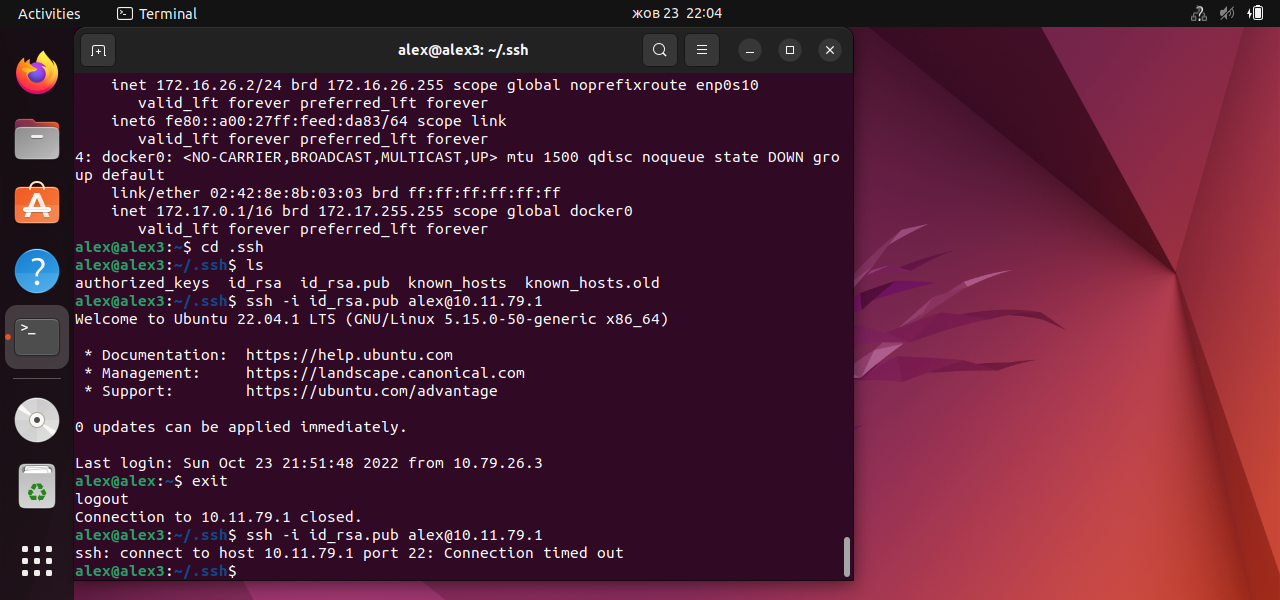 Activities
Terminal
жов 23 22:04
alex@alex3: ~/.ssh
    inet 172.16.26.2/24 brd 172.16.26.255 scope global noprefixroute enp0s10
       valid_lft forever preferred_lft forever
    inet6 fe80::a00:27ff:feed:da83/64 scope link
       valid_lft forever preferred_lft forever
4: docker0: <NO-CARRIER,BROADCAST,MULTICAST,UP> mtu 1500 qdisc noqueue state DOWN gro
up default
    link/ether 02:42:8e:8b:03:03 brd ff:ff:ff:ff:ff:ff
    inet 172.17.0.1/16 brd 172.17.255.255 scope global docker0
       valid_lft forever preferred_lft forever
alex@alex3:~$ cd .ssh
alex@alex3:~/.ssh$ ls
authorized_keys  id_rsa  id_rsa.pub  known_hosts  known_hosts.old
alex@alex3:~/.ssh$ ssh -i id_rsa.pub alex@10.11.79.1
Welcome to Ubuntu 22.04.1 LTS (GNU/Linux 5.15.0-50-generic x86_64)
 * Documentation:  https://help.ubuntu.com
 * Management:     https://landscape.canonical.com
 * Support:        https://ubuntu.com/advantage
0 updates can be applied immediately.
Last login: Sun Oct 23 21:51:48 2022 from 10.79.26.3
alex@alex:~$ exit
logout
Connection to 10.11.79.1 closed.
alex@alex3:~/.ssh$ ssh -i id_rsa.pub alex@10.11.79.1
ssh: connect to host 10.11.79.1 port 22: Connection timed out
alex@alex3:~/.ssh$